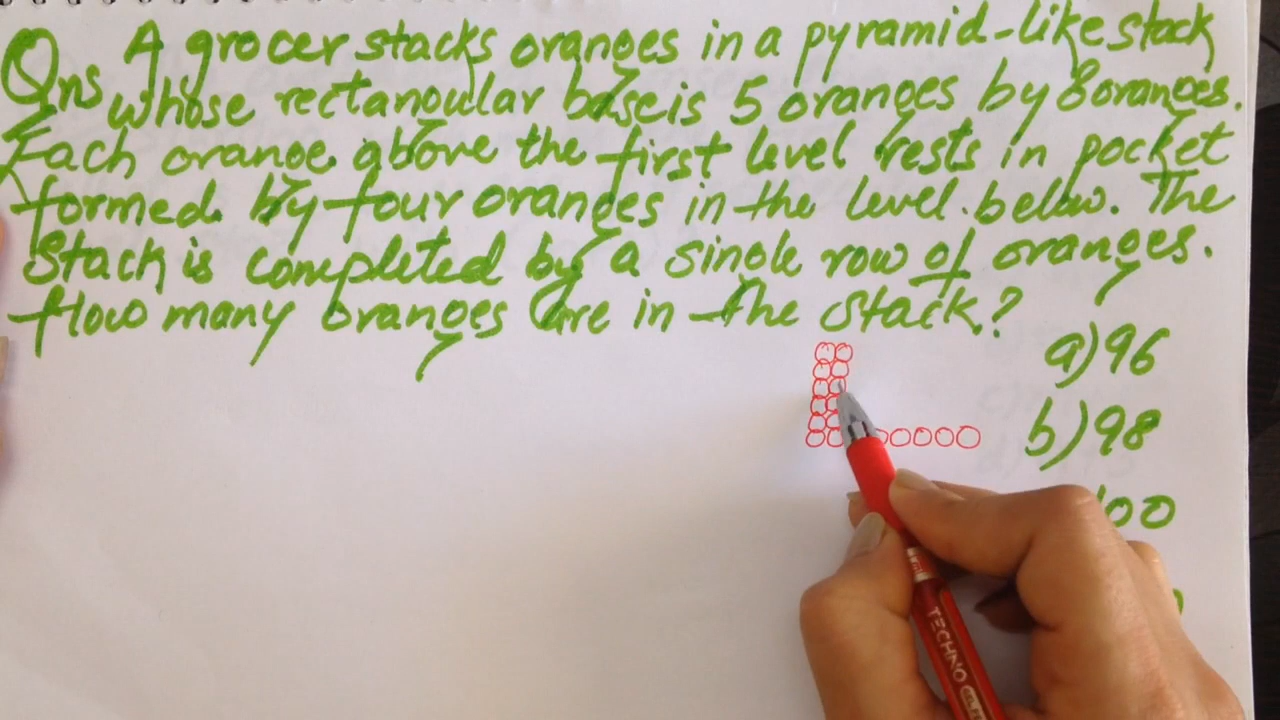 Qns A grocer stacks oranges in a pyramid-like stack
whose rectangular base is 5 oranges by 8 oranges.
Each orange above the first level rests in pocket
formed by four oranges in the level below. The
Stack is completed by a single row of oranges.
How many oranges are in the stack?
a) 96
b) 98
00
TECHNO